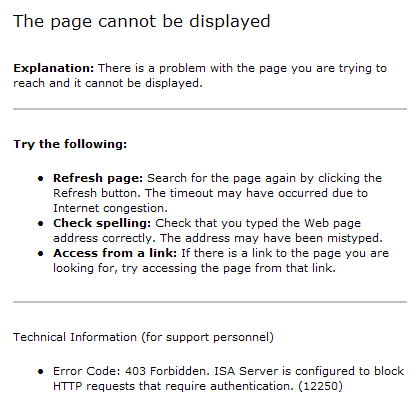 The page cannot be displayed
Explanation: There is a problem with the page you are trying to
reach and it cannot be displayed.
Try the following:
• Refresh page: Search for the page again by clicking the
Refresh button. The timeout may have occurred due to
Internet congestion.
• Check spelling: Check that you typed the Web page
address correctly. The address may have been mistyped.
• Access from a link: If there is a link to the page you are
looking for, try accessing the page from that link.
Technical Information (for support personnel)
• Error Code: 403 Forbidden. ISA Server is configured to block
HTTP requests that require authentication. (12250)